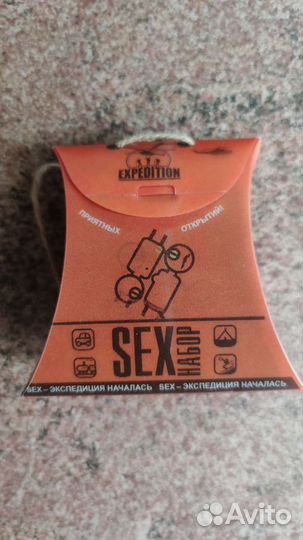 EXPEDITION
ПРИЯТНЫХ ОТКРЫТИЙ!
SEX НАБОР
SEX – ЭКСПЕДИЦИЯ НАЧАЛАСЬ SEX – ЭКСПЕДИЦИЯ НАЧАЛАСЬ
Avito